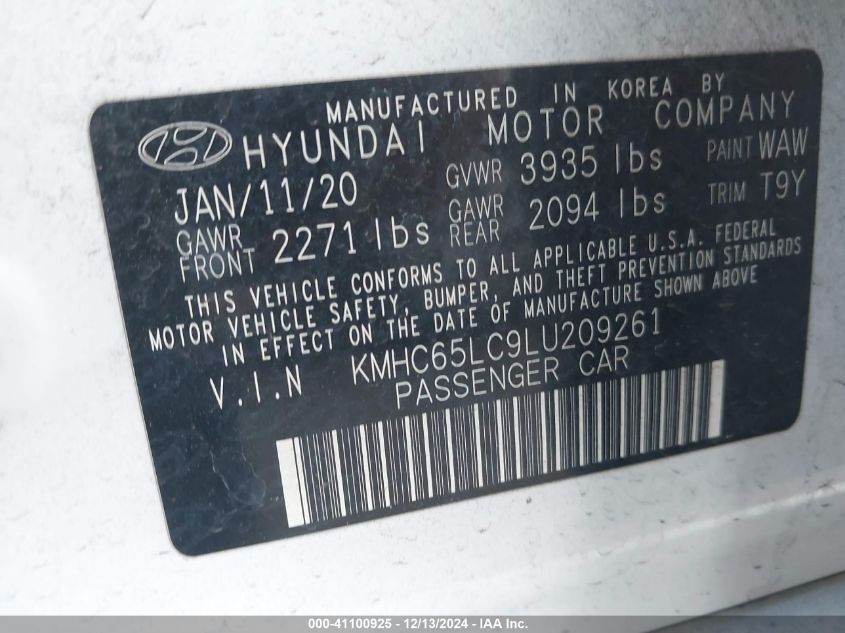 MANUFACTURED IN KOREA BY
HYUNDAI MOTOR COMPANY
JAN/11/20 GVWR 3935 lbs PAINT WAW
GAWR FRONT 2271 lbs GAWR REAR 2094 lbs TRIM T9Y
THIS VEHICLE CONFORMS TO ALL APPLICABLE U.S.A. FEDERAL
MOTOR VEHICLE SAFETY, BUMPER, AND THEFT PREVENTION STANDARDS
IN EFFECT ON THE DATE OF MANUFACTURE SHOWN ABOVE
V.I.N KMHC65LC9LU209261
PASSENGER CAR
000-41100925 - 12/13/2024 - IAA